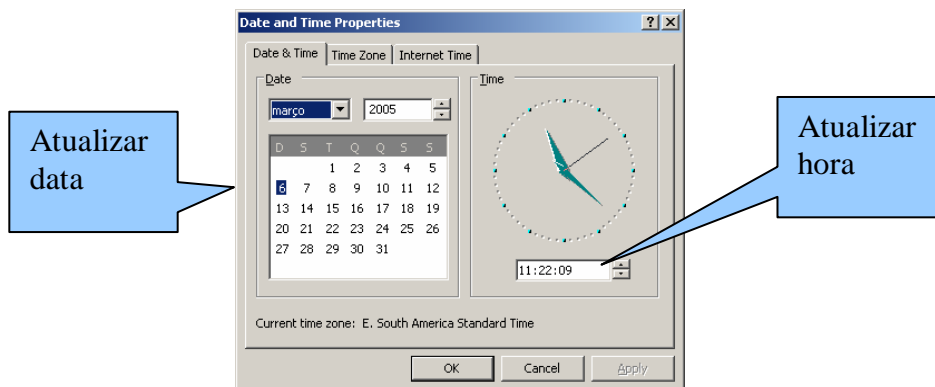 Date and Time Properties
Date & Time Time Zone Internet Time
Date
Time
março 2005
D S T Q Q S S
1 2 3 4 5
6 7 8 9 10 11 12
13 14 15 16 17 18 19
20 21 22 23 24 25 26
27 28 29 30 31
11:22:09
Current time zone: E. South America Standard Time
OK Cancel Apply
Atualizar
data
Atualizar
hora